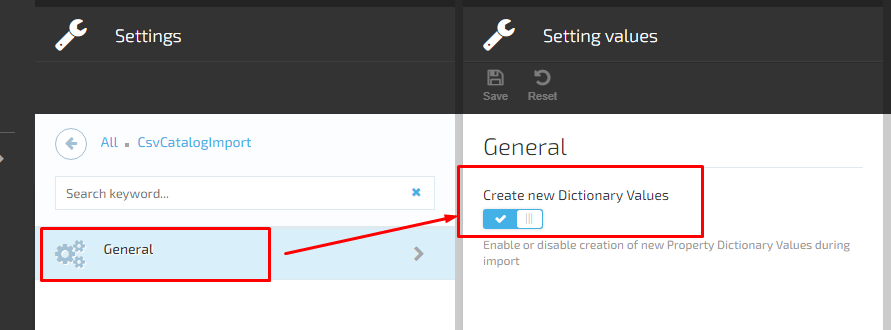 Settings
All CsvCatalogImport
Search keyword...
General
Setting values
Save Reset
General
Create new Dictionary Values
Enable or disable creation of new Property Dictionary Values during
import